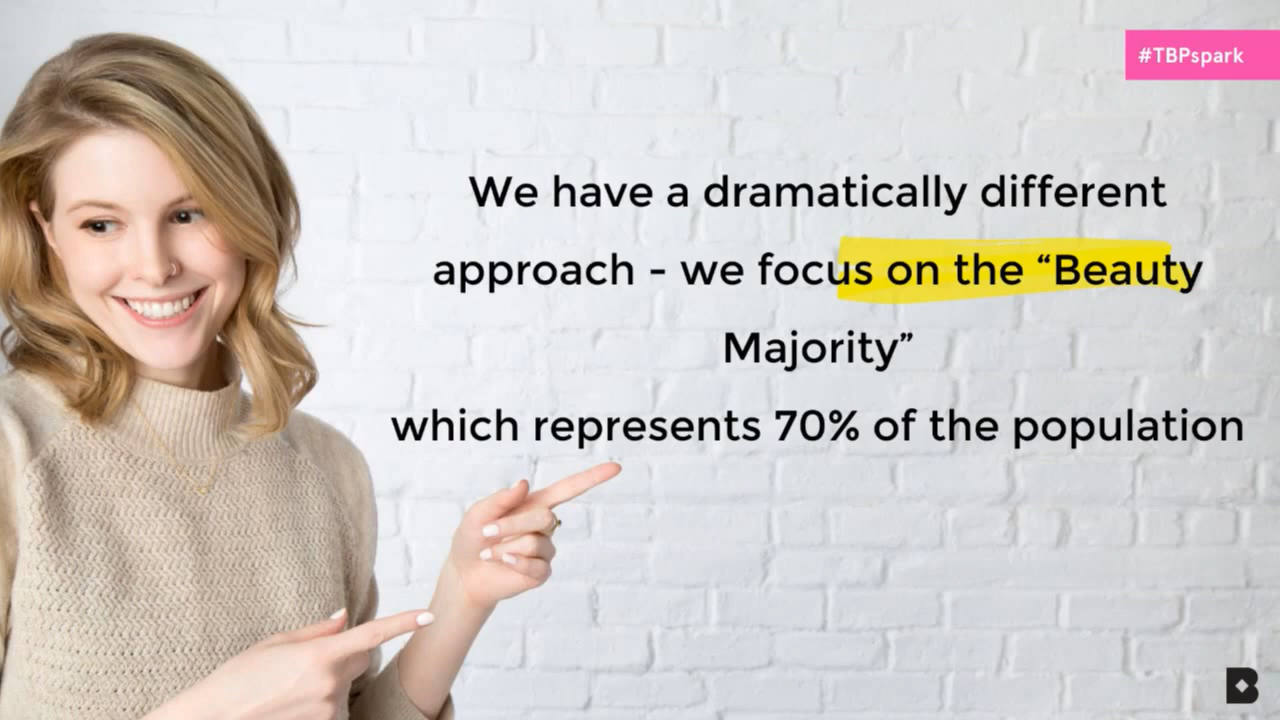 #TBPspark
We have a dramatically different
approach - we focus on the “Beauty
Majority”
which represents 70% of the population
B